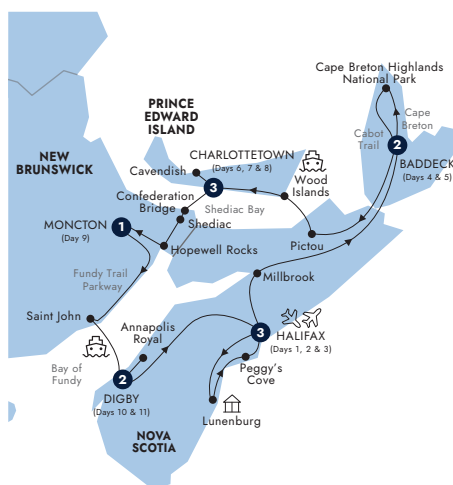 Cape Breton Highlands
National Park
PRINCE
EDWARD
ISLAND
Cape
Breton
Cabot
Trail
2
BADDECK
(Days 4 & 5)
NEW
BRUNSWICK
CHARLOTTETOWN
(Days 6, 7 & 8)
Cavendish
3
Wood
Islands
Confederation
Bridge
Shediac Bay
Shediac
MONCTON
(Day 9)
1
Hopewell Rocks
Pictou
Fundy Trail
Parkway
Millbrook
Saint John
Annapolis
Royal
3
HALIFAX
(Days 1, 2 & 3)
Bay of
Fundy
Peggy's
Cove
2
DIGBY
(Days 10 & 11)
Lunenburg
NOVA
SCOTIA